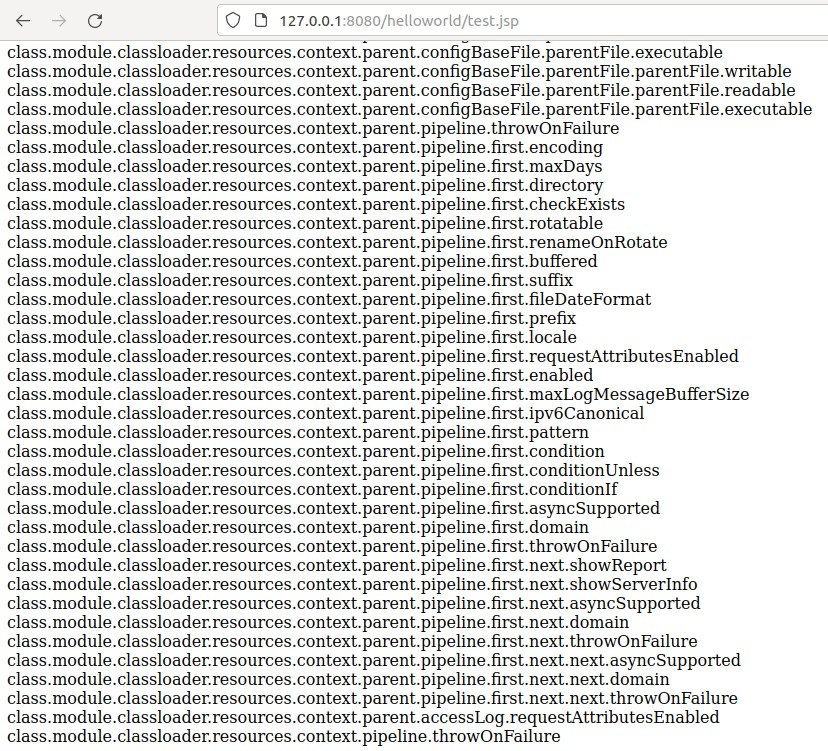 127.0.0.1:8080/helloworld/test.jsp
class.module.classloader.resources.context.parent.configBaseFile.parentFile.executable
class.module.classloader.resources.context.parent.configBaseFile.parentFile.parentFile.writable
class.module.classloader.resources.context.parent.configBaseFile.parentFile.parentFile.readable
class.module.classloader.resources.context.parent.configBaseFile.parentFile.parentFile.executable
class.module.classloader.resources.context.parent.pipeline.throwOnFailure
class.module.classloader.resources.context.parent.pipeline.first.encoding
class.module.classloader.resources.context.parent.pipeline.first.maxDays
class.module.classloader.resources.context.parent.pipeline.first.directory
class.module.classloader.resources.context.parent.pipeline.first.checkExists
class.module.classloader.resources.context.parent.pipeline.first.rotatable
class.module.classloader.resources.context.parent.pipeline.first.renameOnRotate
class.module.classloader.resources.context.parent.pipeline.first.buffered
class.module.classloader.resources.context.parent.pipeline.first.suffix
class.module.classloader.resources.context.parent.pipeline.first.fileDateFormat
class.module.classloader.resources.context.parent.pipeline.first.prefix
class.module.classloader.resources.context.parent.pipeline.first.locale
class.module.classloader.resources.context.parent.pipeline.first.requestAttributesEnabled
class.module.classloader.resources.context.parent.pipeline.first.enabled
class.module.classloader.resources.context.parent.pipeline.first.maxLogMessageBufferSize
class.module.classloader.resources.context.parent.pipeline.first.ipv6Canonical
class.module.classloader.resources.context.parent.pipeline.first.pattern
class.module.classloader.resources.context.parent.pipeline.first.condition
class.module.classloader.resources.context.parent.pipeline.first.conditionUnless
class.module.classloader.resources.context.parent.pipeline.first.conditionIf
class.module.classloader.resources.context.parent.pipeline.first.asyncSupported
class.module.classloader.resources.context.parent.pipeline.first.domain
class.module.classloader.resources.context.parent.pipeline.first.throwOnFailure
class.module.classloader.resources.context.parent.pipeline.first.next.showReport
class.module.classloader.resources.context.parent.pipeline.first.next.showServerInfo
class.module.classloader.resources.context.parent.pipeline.first.next.asyncSupported
class.module.classloader.resources.context.parent.pipeline.first.next.domain
class.module.classloader.resources.context.parent.pipeline.first.next.throwOnFailure
class.module.classloader.resources.context.parent.pipeline.first.next.next.asyncSupported
class.module.classloader.resources.context.parent.pipeline.first.next.next.domain
class.module.classloader.resources.context.parent.pipeline.first.next.next.throwOnFailure
class.module.classloader.resources.context.parent.accessLog.requestAttributesEnabled
class.module.classloader.resources.context.pipeline.throwOnFailure